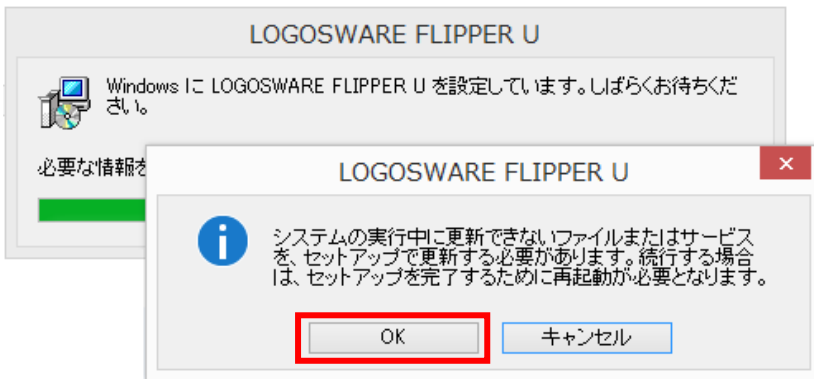 LOGOSWARE FLIPPER U
Windows に LOGOSWARE FLIPPER U を設定しています。しばらくお待ちくだ
さい。
必要な情報を
LOGOSWARE FLIPPER U
システムの実行中に更新できないファイルまたはサービス
を、セットアップで更新する必要があります。続行する場合
は、セットアップを完了するために再起動が必要となります。
OK
キャンセル